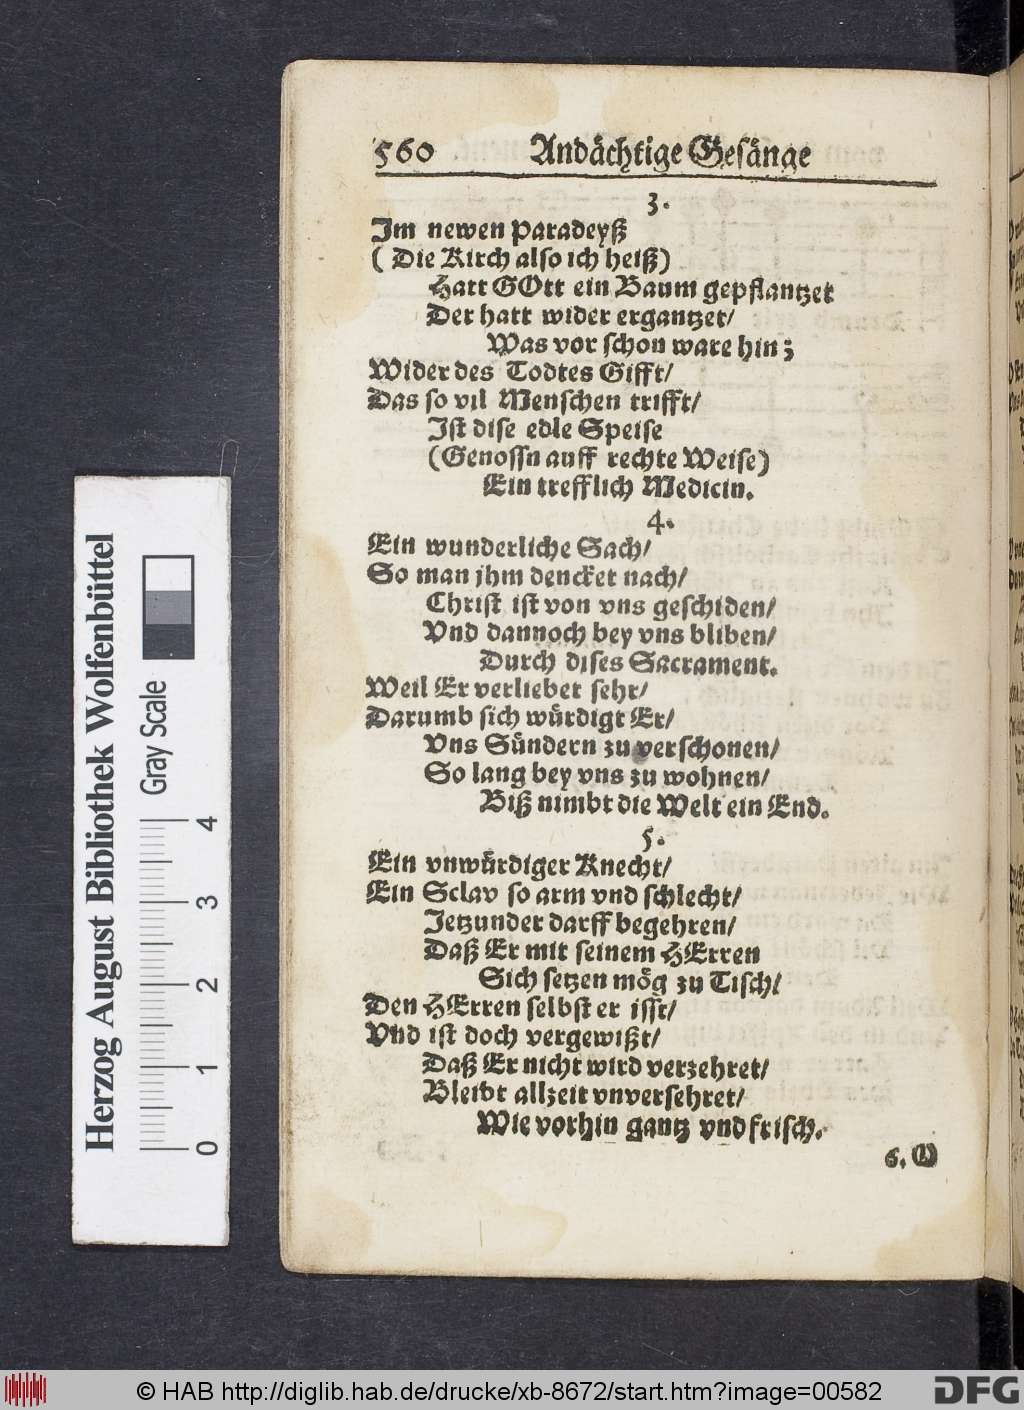 560 Andächtige Gesänge
3.
Im newen Paradeyß
(Die Kirch also ich heiß)
Hatt GOtt ein Baum gepflantzet
Der hatt wider ergantzet/
Was vor schon ware hin;
Wider des Todtes Gifft/
Das so vil Menschen trifft/
Ist dise edle Speise
(Genossn auff rechte Weise)
Ein trefflich Medicin.
4.
Ein wunderliche Sach/
So man jhm dencket nach/
Christ ist von vns geschiden/
Vnd dannoch bey vns bliben/
Durch dises Sacrament.
Weil Er verliebet sehr/
Darumb sich würdigt Er/
Vns Sündern zu verschonen/
So lang bey vns zu wohnen/
Biß nimbt die Welt ein End.
5.
Ein vnwürdiger Knecht/
Ein Sclav so arm vnd schlecht/
Jetzunder darff begehren/
Daß Er mit seinem HErren
Sich setzen mög zu Tisch/
Den HErren selbst er isst/
Vnd ist doch vergewißt/
Daß Er nicht wird verzehret/
Bleibt allzeit vnversehret/
Wie vorhin gantz vnd frisch.
6. O
Herzog August Bibliothek Wolfenbüttel
Gray Scale
0 1 2 3 4
© HAB http://diglib.hab.de/drucke/xb-8672/start.htm?image=00582
DFG